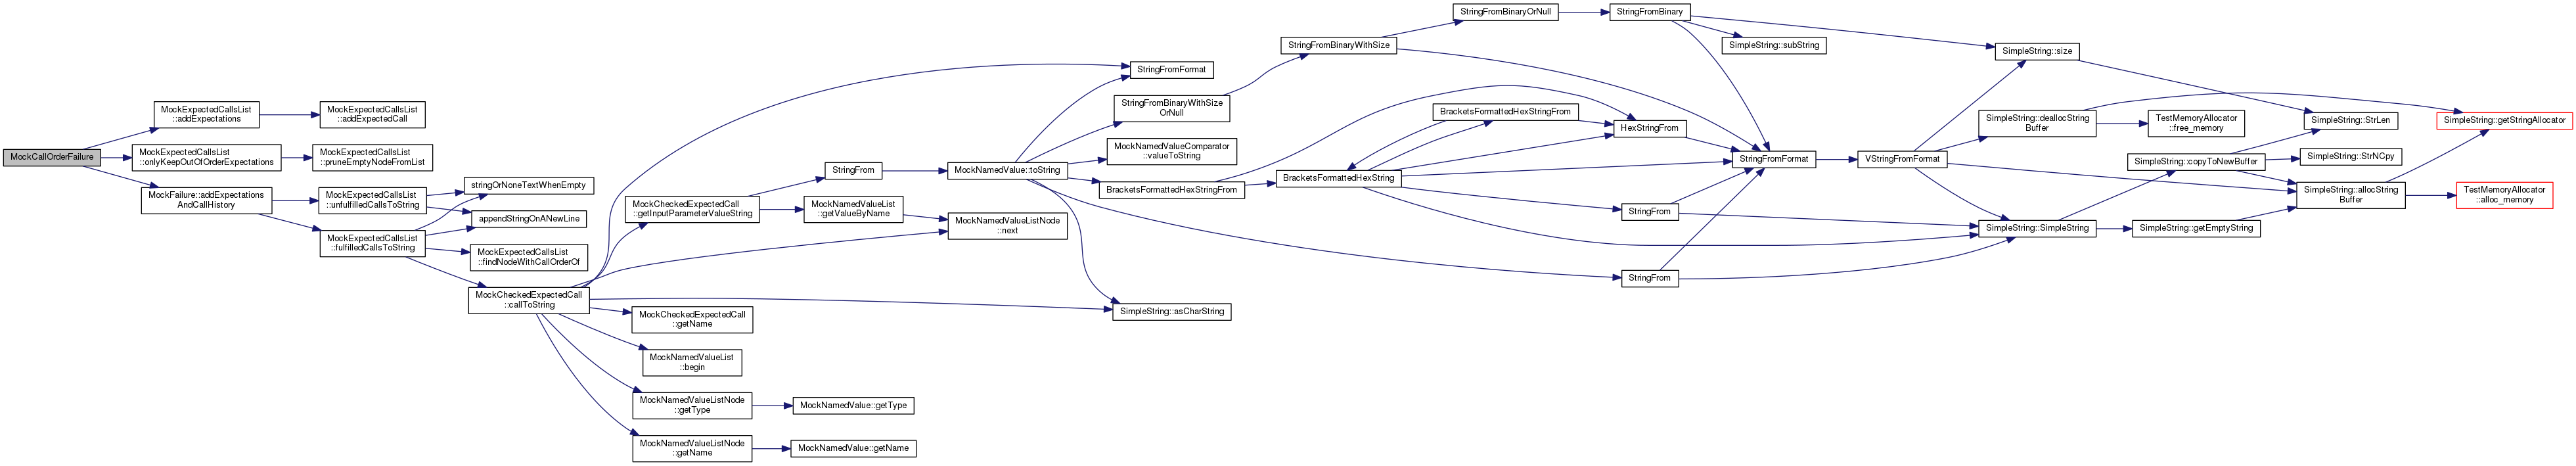 MockCallOrderFailure
MockExpectedCallsList
::addExpectations
MockExpectedCallsList
::addExpectedCall
MockExpectedCallsList
::onlyKeepOutOfOrderExpectations
MockExpectedCallsList
::pruneEmptyNodeFromList
MockFailure::addExpectations
AndCallHistory
MockExpectedCallsList
::unfulfilledCallsToString
MockExpectedCallsList
::fulfilledCallsToString
stringOrNoneTextWhenEmpty
appendStringOnANewLine
MockExpectedCallsList
::findNodeWithCallOrderOf
MockCheckedExpectedCall
::callToString
MockCheckedExpectedCall
::getInputParameterValueString
MockCheckedExpectedCall
::getName
MockNamedValueList
::begin
MockNamedValueListNode
::getType
MockNamedValueListNode
::getName
StringFrom
MockNamedValueList
::getValueByName
MockNamedValue::getType
MockNamedValue::getName
MockNamedValue::toString
MockNamedValueListNode
::next
StringFromFormat
StringFromBinaryWithSize
OrNull
MockNamedValueComparator
::valueToString
BracketsFormattedHexStringFrom
SimpleString::asCharString
StringFromBinaryWithSize
BracketsFormattedHexString
StringFromBinaryOrNull
BracketsFormattedHexStringFrom
StringFromBinary
HexStringFrom
StringFrom
StringFrom
SimpleString::subString
StringFromFormat
VStringFromFormat
SimpleString::size
SimpleString::deallocString
Buffer
SimpleString::SimpleString
TestMemoryAllocator
::free_memory
SimpleString::copyToNewBuffer
SimpleString::getEmptyString
SimpleString::StrLen
SimpleString::StrNCpy
SimpleString::allocString
Buffer
SimpleString::getStringAllocator
TestMemoryAllocator
::alloc_memory